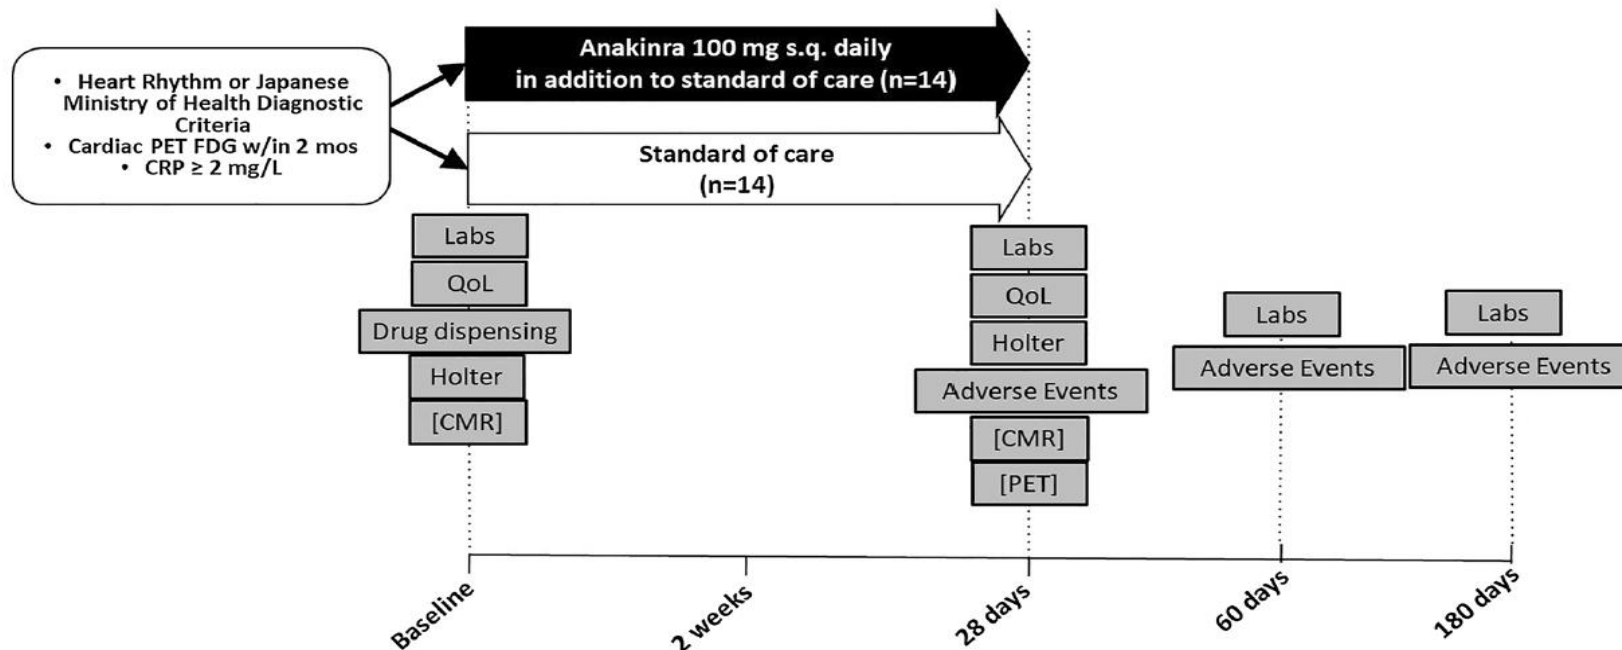 • Heart Rhythm or Japanese
Ministry of Health Diagnostic
Criteria
• Cardiac PET FDG w/in 2 mos
• CRP ≥ 2 mg/L
Anakinra 100 mg s.q. daily
in addition to standard of care (n=14)
Standard of care
(n=14)
Labs
QoL
Drug dispensing
Holter
[CMR]
Labs
QoL
Holter
Adverse Events
[CMR]
[PET]
Labs
Adverse Events
Labs
Adverse Events
Baseline
2 weeks
28 days
60 days
180 days